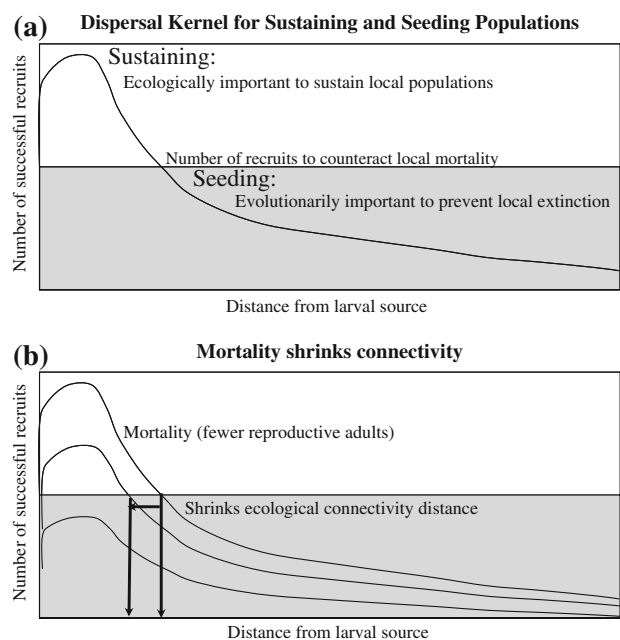 (a) Dispersal Kernel for Sustaining and Seeding Populations
Number of successful recruits
Sustaining:
Ecologically important to sustain local populations
Number of recruits to counteract local mortality
Seeding:
Evolutionarily important to prevent local extinction
Distance from larval source
(b) Mortality shrinks connectivity
Number of successful recruits
Mortality (fewer reproductive adults)
Shrinks ecological connectivity distance
Distance from larval source